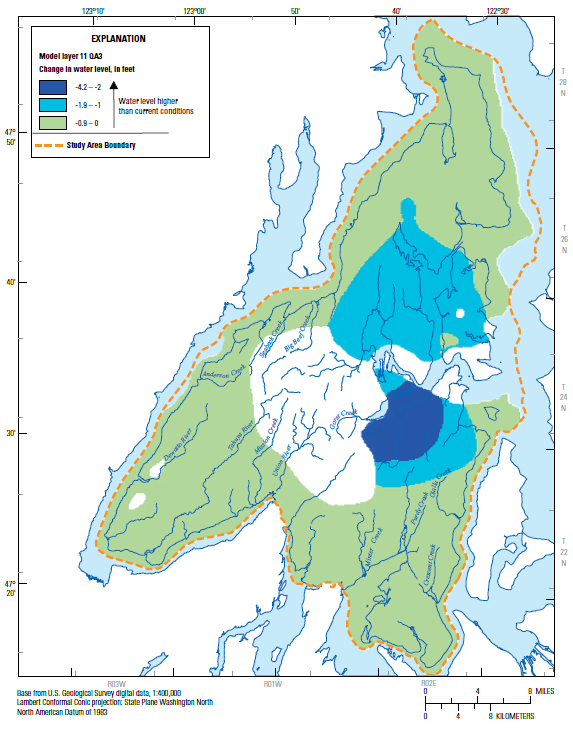 123°10'
123°00'
50'
40'
122°30'
EXPLANATION
Model layer 11 QA3
Change in water level, in feet
-4.2 – -2
-1.9 – -1
-0.9 – 0
Water level higher
than current conditions
Study Area Boundary
T
28
N
47°
50'
T
26
N
40'
Seabeck Creek
Big Beef Creek
Anderson Creek
T
24
N
30'
Gorst Creek
Dewatto River
Tahuya River
Mission Creek
Union River
Olalla Creek
Purdy Creek
Minter Creek
Crescent Creek
T
22
N
47°
20'
R03W
R01W
R02E
Base from U.S. Geological Survey digital data, 1:400,000
Lambert Conformal Conic projection: State Plane Washington North
North American Datum of 1983
0 4 8 MILES
0 4 8 KILOMETERS